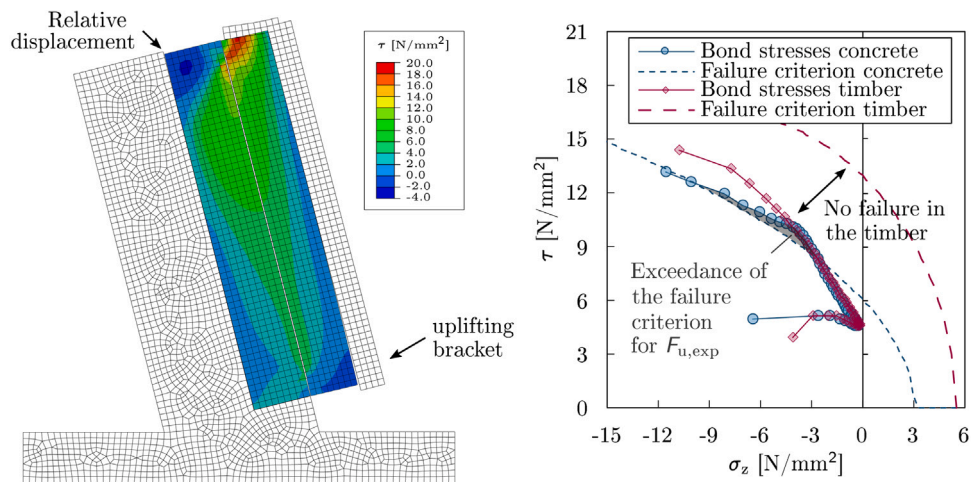 Relative
displacement
τ [N/mm²]
20.0
18.0
16.0
14.0
12.0
10.0
8.0
6.0
4.0
2.0
0.0
-2.0
-4.0
uplifting
bracket
21
18
15
12
9
6
3
0
τ [N/mm²]
Bond stresses concrete
Failure criterion concrete
Bond stresses timber
Failure criterion timber
No failure in
the timber
Exceedance of
the failure
criterion
for Fu,exp
-15 -12 -9 -6 -3 0 3 6
σz [N/mm²]